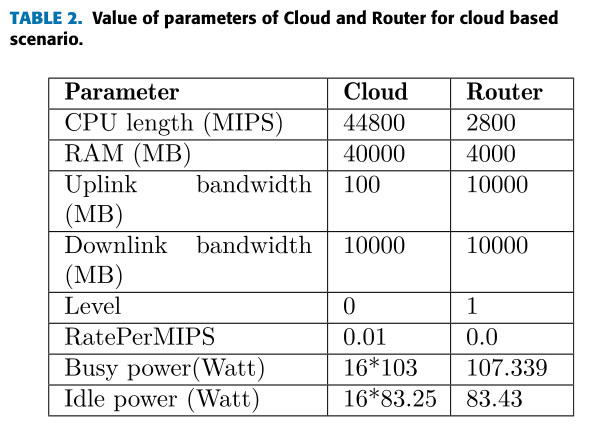 TABLE 2. Value of parameters of Cloud and Router for cloud based
scenario.
Parameter Cloud Router
CPU length (MIPS) 44800 2800
RAM (MB) 40000 4000
Uplink bandwidth 100 10000
(MB)
Downlink bandwidth 10000 10000
(MB)
Level 0 1
RatePerMIPS 0.01 0.0
Busy power(Watt) 16*103 107.339
Idle power (Watt) 16*83.25 83.43